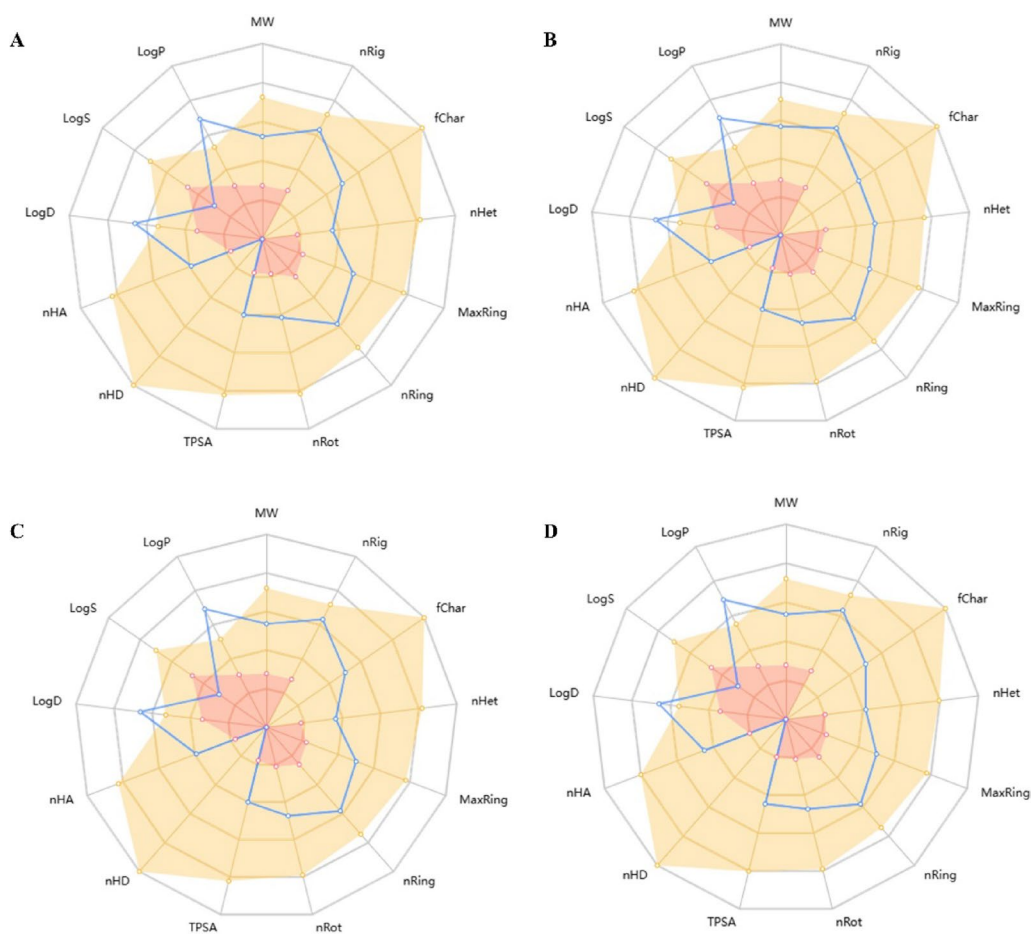 A
MW
LogP
nRig
LogS
fChar
LogD
nHet
nHA
MaxRing
nHD
nRing
TPSA
nRot
B
MW
LogP
nRig
LogS
fChar
LogD
nHet
nHA
MaxRing
nHD
nRing
TPSA
nRot
C
MW
LogP
nRig
LogS
fChar
LogD
nHet
nHA
MaxRing
nHD
nRing
TPSA
nRot
D
MW
LogP
nRig
LogS
fChar
LogD
nHet
nHA
MaxRing
nHD
nRing
TPSA
nRot